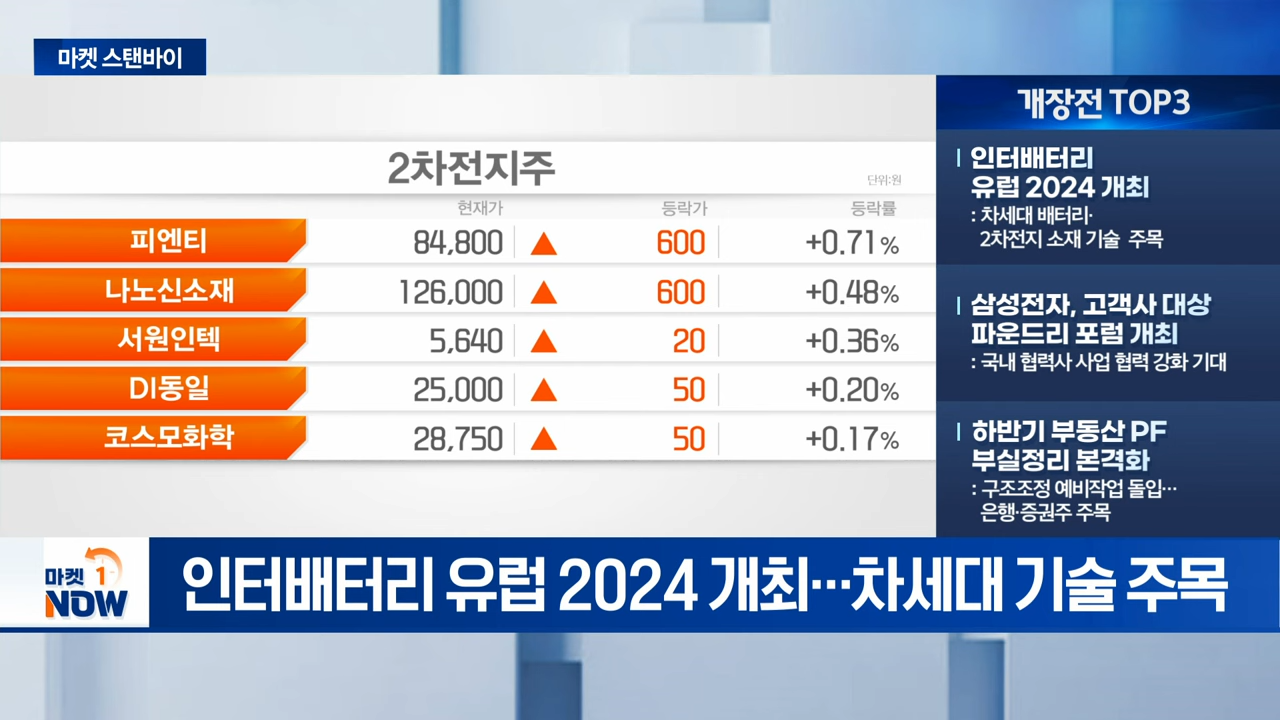 마켓 스탠바이
2차전지주
단위:원
현재가 등락가 등락률
피엔티 84,800 ▲ 600 +0.71%
나노신소재 126,000 ▲ 600 +0.48%
서원인텍 5,640 ▲ 20 +0.36%
DI동일 25,000 ▲ 50 +0.20%
코스모화학 28,750 ▲ 50 +0.17%
개장전 TOP3
인터배터리
유럽 2024 개최
: 차세대 배터리·
2차전지 소재 기술 주목
삼성전자, 고객사 대상
파운드리 포럼 개최
: 국내 협력사 사업 협력 강화 기대
하반기 부동산 PF
부실정리 본격화
: 구조조정 예비작업 돌입…
은행·증권주 주목
마켓 1
NOW
인터배터리 유럽 2024 개최…차세대 기술 주목